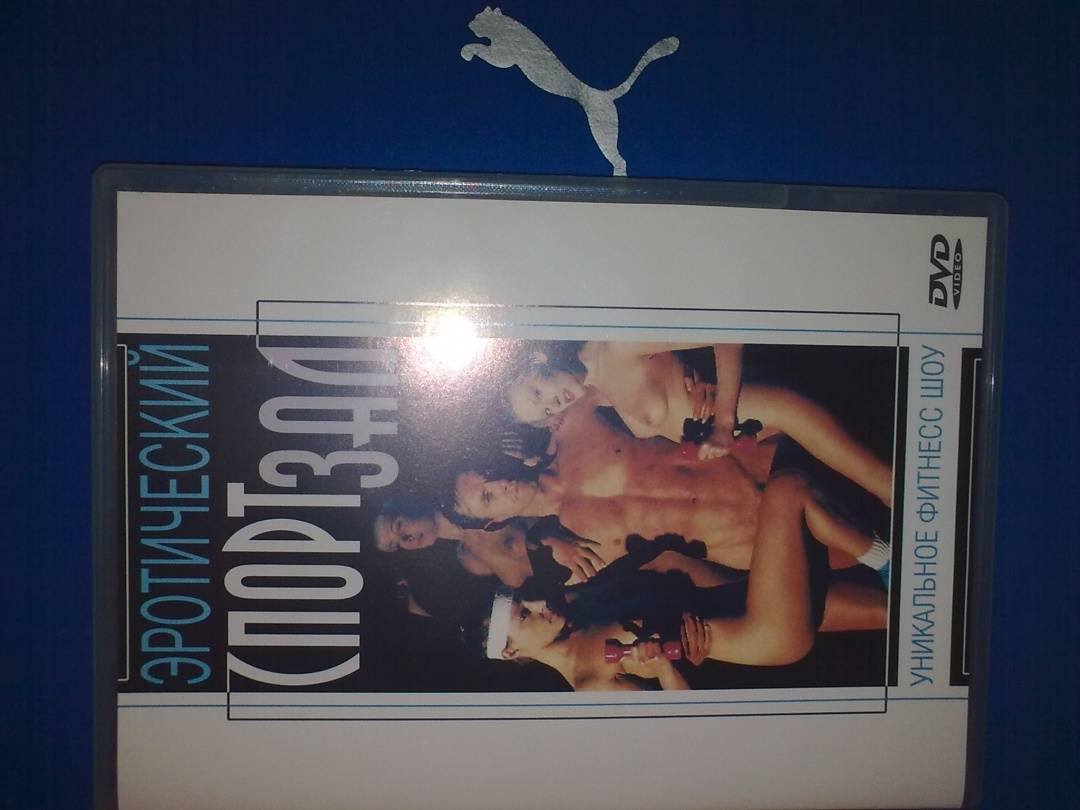 ЭРОТИЧЕСКИЙ
СПОРТЗАЛ
УНИКАЛЬНОЕ ФИТНЕСС ШОУ
DVD
VIDEO